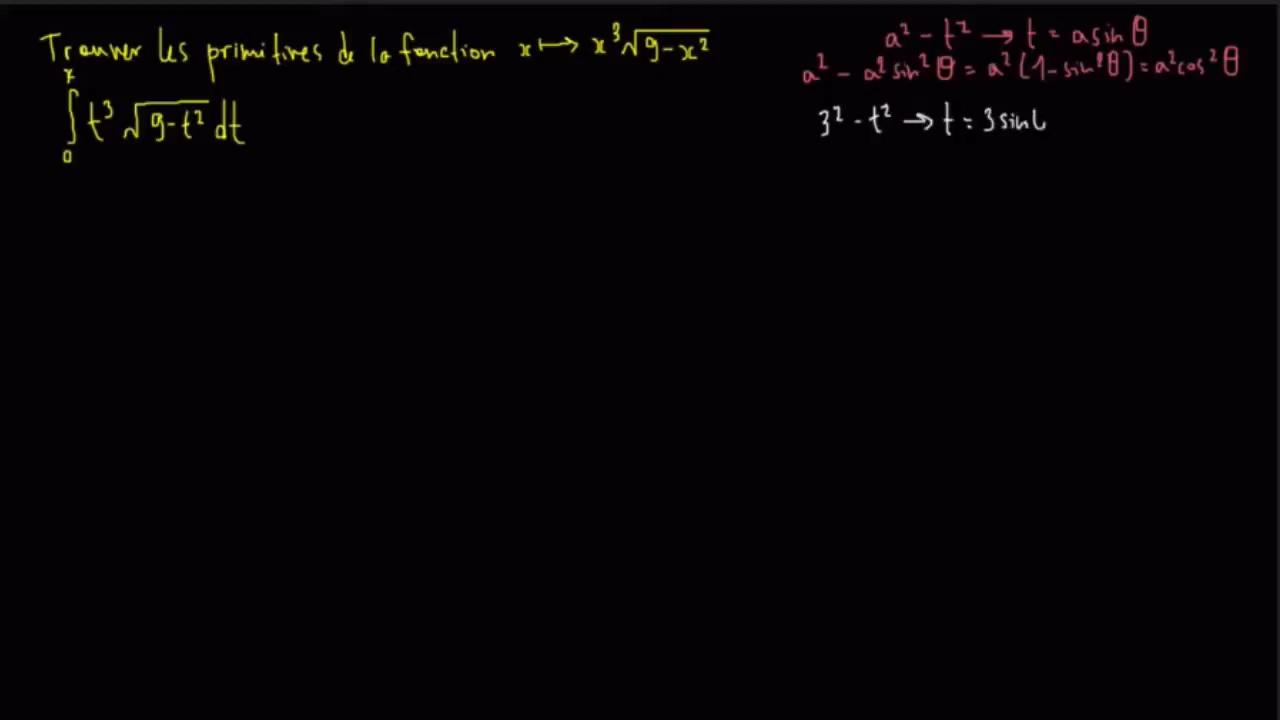 Trouver les primitives de la fonction x ↦ x³√(9-x²)
∫₀ˣ t³ √(9-t²) dt
a² - t² → t = a sin θ
a² - a² sin² θ = a² (1 - sin² θ) = a² cos² θ
3² - t² → t = 3 sin